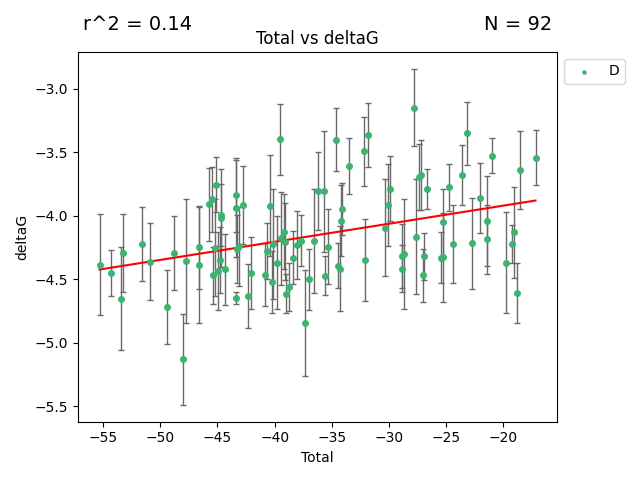 r^2 = 0.14
N = 92
Total vs deltaG
D
deltaG
−3.0
−3.5
−4.0
−4.5
−5.0
−5.5
−55 −50 −45 −40 −35 −30 −25 −20
Total